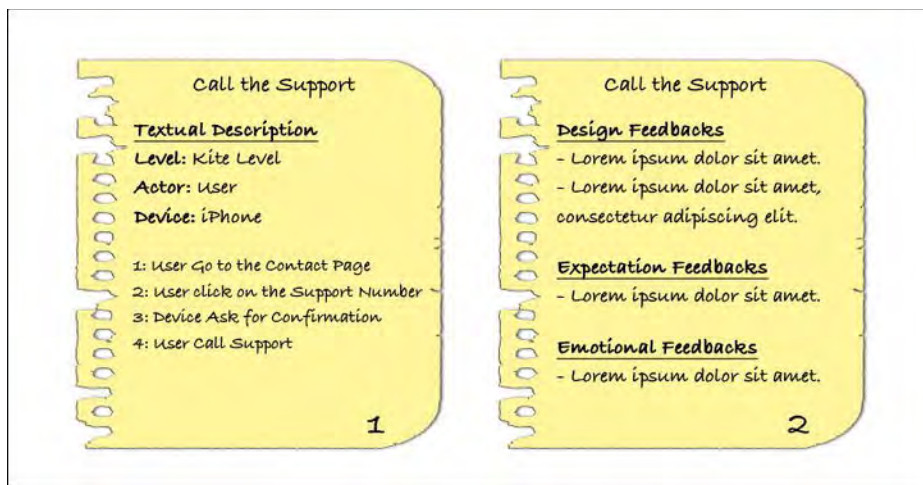 Call the Support
Textual Description
Level: Kite Level
Actor: User
Device: iPhone
1: User Go to the Contact Page
2: User click on the Support Number
3: Device Ask for Confirmation
4: User Call Support
1
Call the Support
Design Feedbacks
- Lorem ipsum dolor sit amet.
- Lorem ipsum dolor sit amet,
consectetur adipiscing elit.
Expectation Feedbacks
- Lorem ipsum dolor sit amet.
Emotional Feedbacks
- Lorem ipsum dolor sit amet.
2